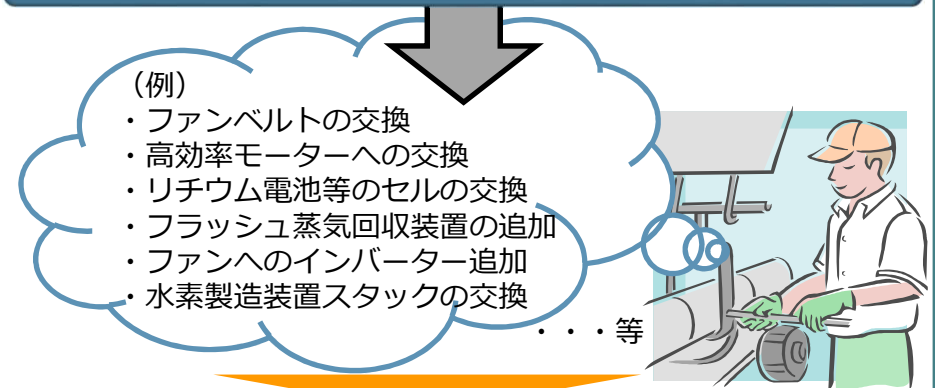 （例）
・ファンベルトの交換
・高効率モーターへの交換
・リチウム電池等のセルの交換
・フラッシュ蒸気回収装置の追加
・ファンへのインバーター追加
・水素製造装置スタックの交換
・・・等